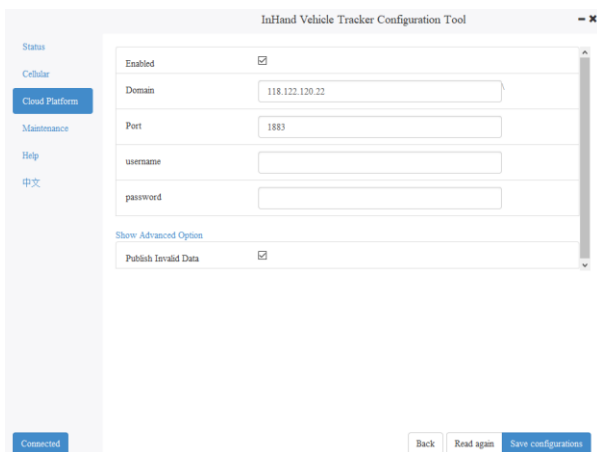 InHand Vehicle Tracker Configuration Tool
Status
Cellular
Cloud Platform
Maintenance
Help
中文
Enabled
Domain
118.122.120.22
\
Port
1883
username
password
Show Advanced Option
Publish Invalid Data
Connected
Back
Read again
Save configurations